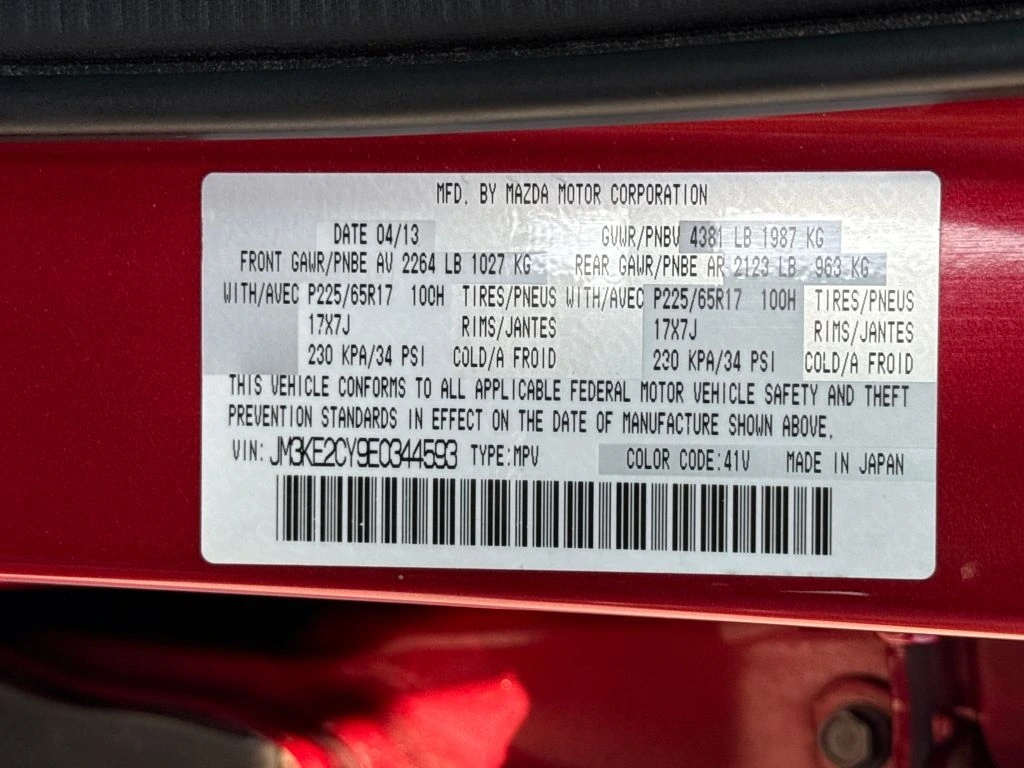 MFD. BY MAZDA MOTOR CORPORATION
DATE 04/13 GVWR/PNBV 4381 LB 1987 KG
FRONT GAWR/PNBE AV 2264 LB 1027 KG REAR GAWR/PNBE AR 2123 LB 963 KG
WITH/AVEC P225/65R17 100H TIRES/PNEUS WITH/AVEC P225/65R17 100H TIRES/PNEUS
17X7J RIMS/JANTES 17X7J RIMS/JANTES
230 KPA/34 PSI COLD/A FROID 230 KPA/34 PSI COLD/A FROID
THIS VEHICLE CONFORMS TO ALL APPLICABLE FEDERAL MOTOR VEHICLE SAFETY AND THEFT
PREVENTION STANDARDS IN EFFECT ON THE DATE OF MANUFACTURE SHOWN ABOVE.
VIN: JM3KE2CY9E0344593 TYPE:MPV COLOR CODE:41V MADE IN JAPAN